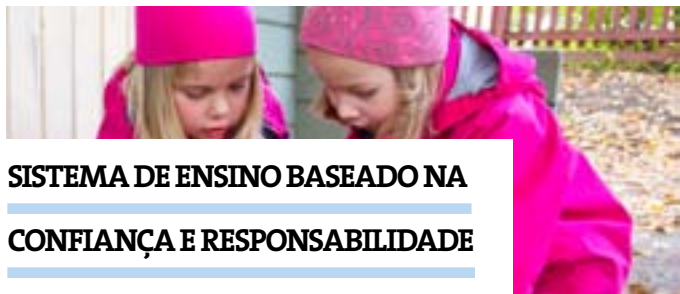 SISTEMA DE ENSINO BASEADO NA
CONFIANÇA E RESPONSABILIDADE